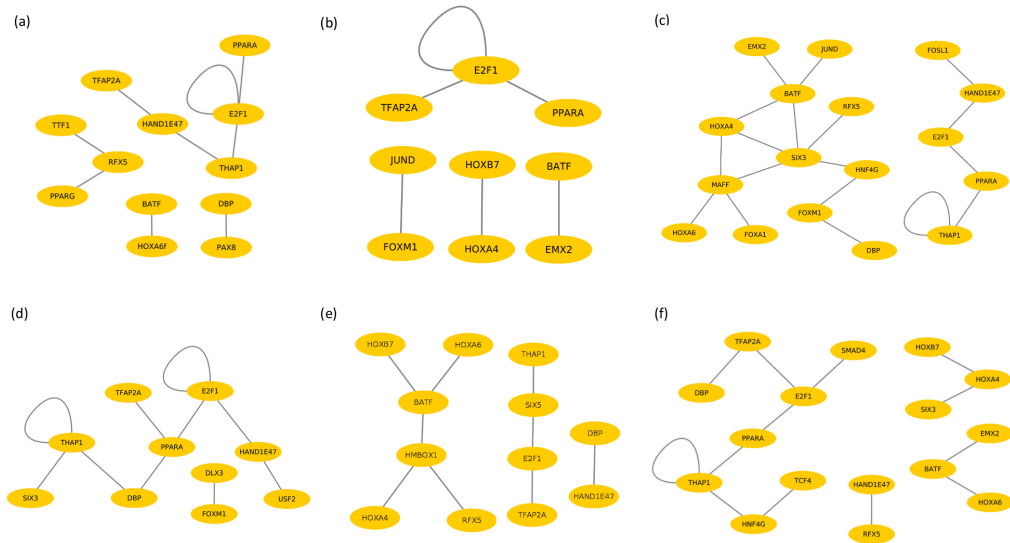 (a)
PPARA
TFAP2A
E2F1
TTF1
HAND1E47
RFX5
THAP1
PPARG
BATF
DBP
HOXA6f
PAX8
(b)
E2F1
TFAP2A
PPARA
JUND
HOXB7
BATF
FOXM1
HOXA4
EMX2
(c)
EMX2
JUND
FOSL1
BATF
HAND1E47
RFX5
HOXA4
E2F1
SIX3
HNF4G
MAFF
PPARA
FOXM1
HOXA6
FOXA1
THAP1
DBP
(d)
E2F1
TFAP2A
THAP1
PPARA
HAND1E47
DLX3
SIX3
DBP
USF2
FOXM1
(e)
HOXB7
HOXA6
THAP1
BATF
SIX5
DBP
HMBOX1
E2F1
HAND1E47
HOXA4
RFX5
TFAP2A
(f)
TFAP2A
SMAD4
HOXB7
HOXA4
DBP
E2F1
SIX3
PPARA
EMX2
BATF
THAP1
TCF4
HAND1E47
HOXA6
HNF4G
RFX5